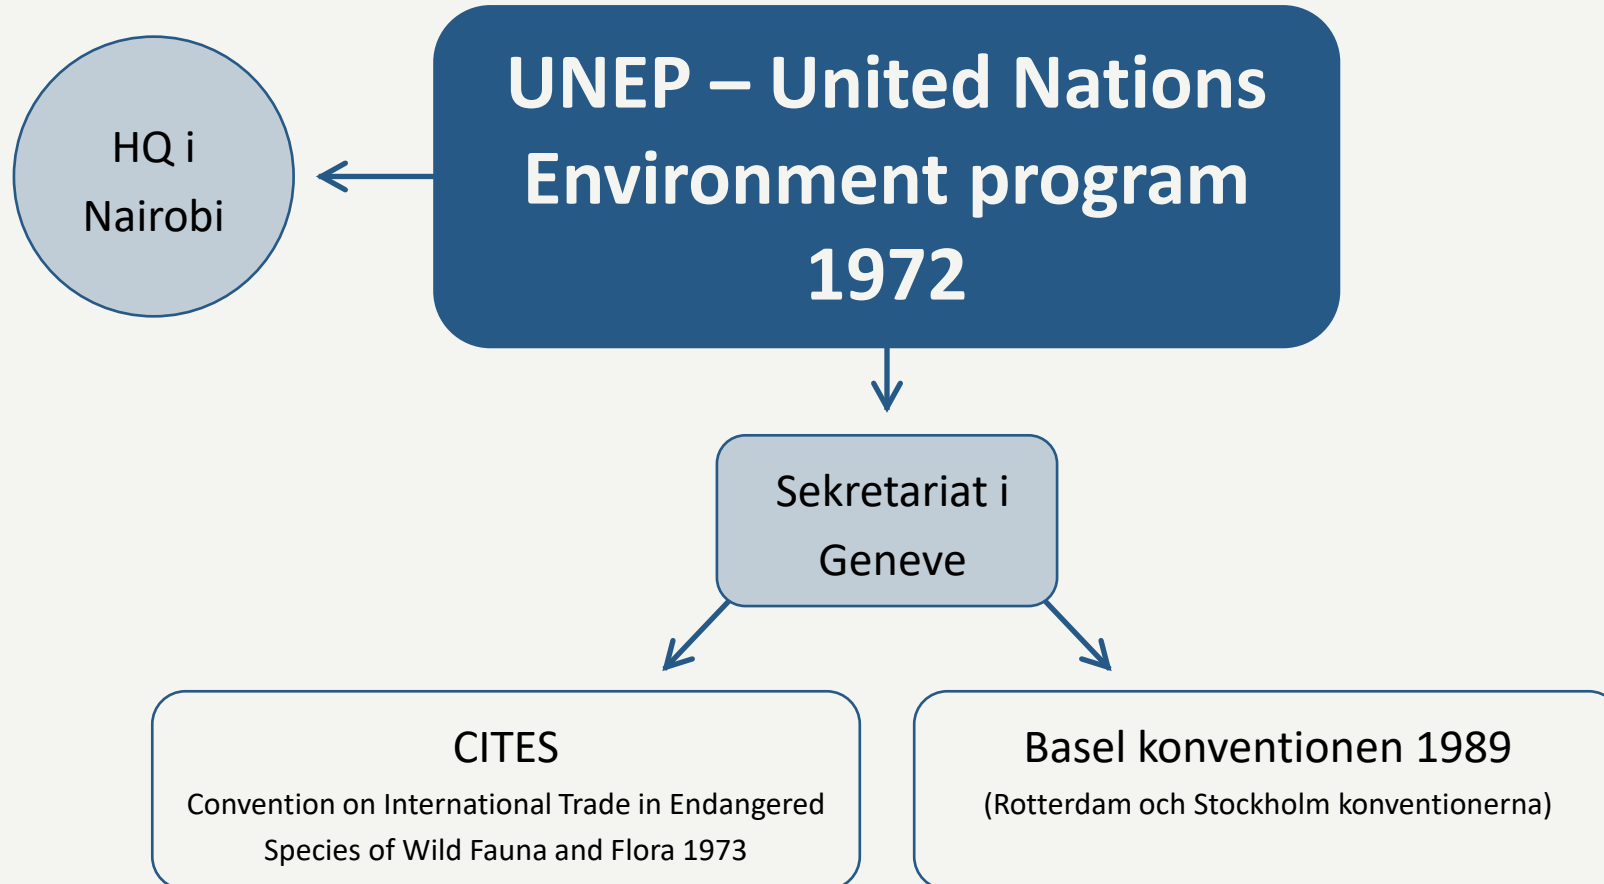 UNEP – United Nations
Environment program
1972
HQ i
Nairobi
Sekretariat i
Geneve
CITES
Convention on International Trade in Endangered
Species of Wild Fauna and Flora 1973
Basel konventionen 1989
(Rotterdam och Stockholm konventionerna)